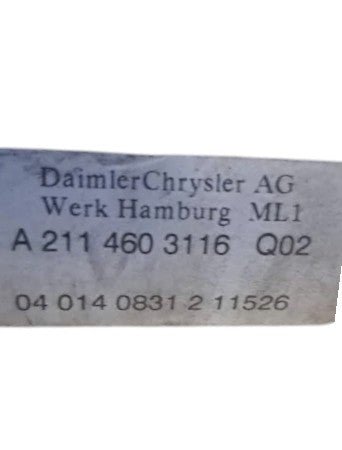 DaimlerChrysler AG
Werk Hamburg ML1
A 211 460 3116 Q02
04 014 0831 2 11526